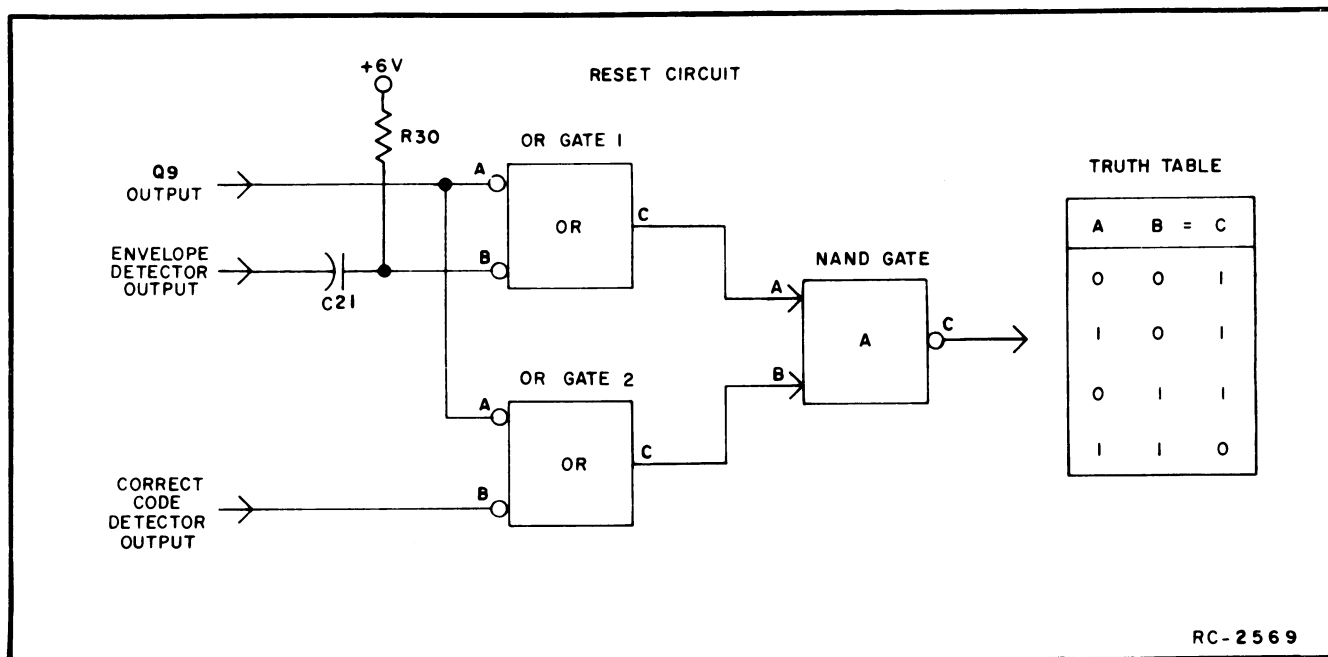 RESET CIRCUIT
+6V
R30
Q9
OUTPUT
ENVELOPE
DETECTOR
OUTPUT
C21
OR GATE 1
A
B
OR
C
OR GATE 2
A
B
OR
C
CORRECT
CODE
DETECTOR
OUTPUT
NAND GATE
A
B
A
C
TRUTH TABLE
A B = C
0 0 1
1 0 1
0 1 1
1 1 0
RC-2569